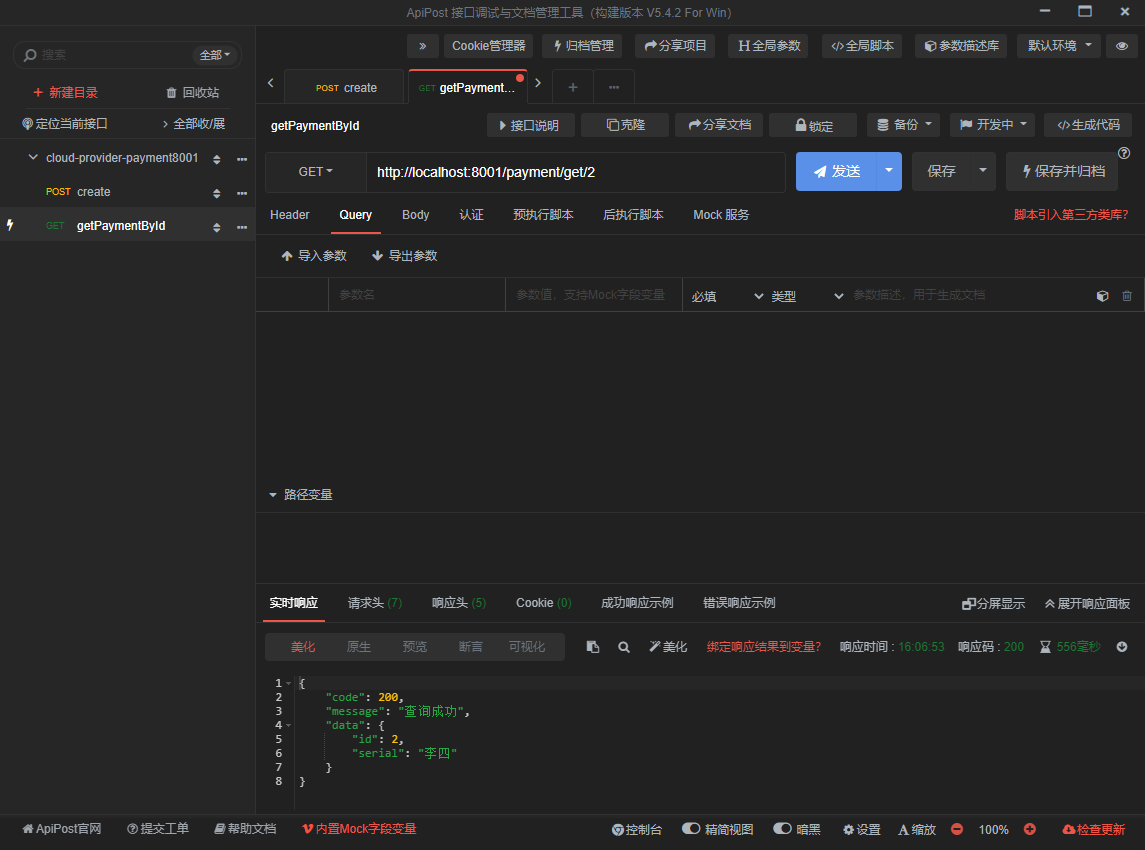 ApiPost 接口调试与文档管理工具（构建版本 V5.4.2 For Win）
搜索 全部
新建目录 回收站
定位当前接口 全部收/展
cloud-provider-payment8001
POST create
GET getPaymentById
Cookie管理器 归档管理 分享项目 全局参数 全局脚本 参数描述库 默认环境
POST create GET getPayment...
getPaymentById 接口说明 克隆 分享文档 锁定 备份 开发中 生成代码
GET http://localhost:8001/payment/get/2 发送 保存 保存并归档
Header Query Body 认证 预执行脚本 后执行脚本 Mock 服务 脚本引入第三方类库?
导入参数 导出参数
参数名 参数值，支持Mock字段变量 必填 类型 参数描述，用于生成文档
路径变量
实时响应 请求头 (7) 响应头 (5) Cookie (0) 成功响应示例 错误响应示例 分屏显示 展开响应面板
美化 原生 预览 断言 可视化 美化 绑定响应结果到变量? 响应时间 : 16:06:53 响应码 : 200 556毫秒
1 {
2 "code": 200,
3 "message": "查询成功",
4 "data": {
5 "id": 2,
6 "serial": "李四"
7 }
8 }
ApiPost官网 提交工单 帮助文档 内置Mock字段变量 控制台 精简视图 暗黑 设置 缩放 100% 检查更新